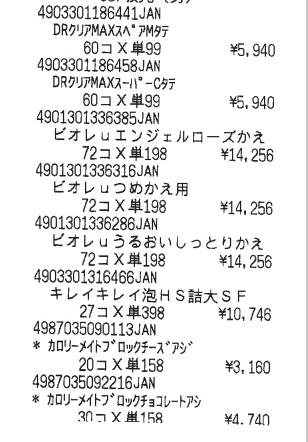 4903301186441JAN
DRクリアMAXスペアMタテ
60コ X 単99 ¥5,940
4903301186458JAN
DRクリアMAXスーパーCタテ
60コ X 単99 ¥5,940
4901301336385JAN
ビオレuエンジェルローズかえ
72コ X 単198 ¥14,256
4901301336316JAN
ビオレuつめかえ用
72コ X 単198 ¥14,256
4901301336286JAN
ビオレuうるおいしっとりかえ
72コ X 単198 ¥14,256
4903301316466JAN
キレイキレイ泡HS詰大SF
27コ X 単398 ¥10,746
4987035090113JAN
* カロリーメイトブロックチーズアジ
20コ X 単158 ¥3,160
4987035092216JAN
* カロリーメイトブロックチョコレートアシ
30コ X 単158 ¥4,740